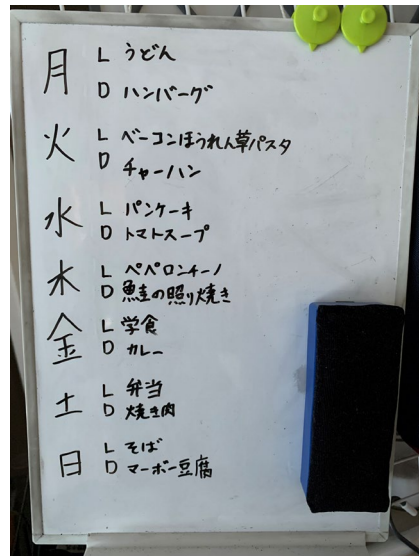 月 L うどん
D ハンバーグ
火 L ベーコンほうれん草パスタ
D チャーハン
水 L パンケーキ
D トマトスープ
木 L ペペロンチーノ
D 鮭の照り焼き
金 L 学食
D カレー
土 L 弁当
D 焼き肉
日 L そば
D マーボー豆腐